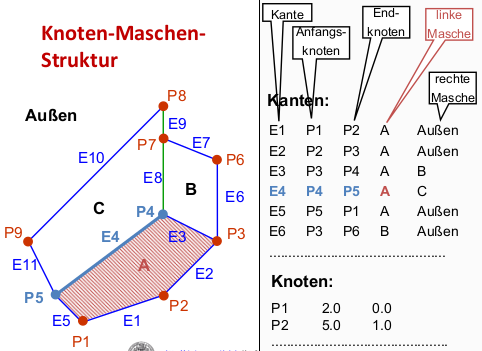 Knoten-Maschen-
Struktur
Außen
P8
E9
P7
E7
P6
E10
E8
B
E6
C
P4
E4
E3
P3
P9
A
E11
E2
P5
P2
E5
E1
P1
Kante
Anfangs-
knoten
End-
knoten
linke
Masche
rechte
Masche
Kanten:
E1 P1 P2 A Außen
E2 P2 P3 A Außen
E3 P3 P4 A B
E4 P4 P5 A C
E5 P5 P1 A Außen
E6 P3 P6 B Außen
Knoten:
P1 2.0 0.0
P2 5.0 1.0